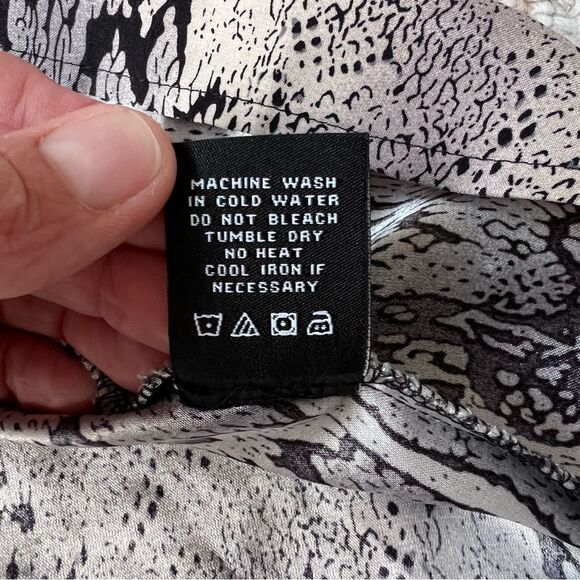 MACHINE WASH
IN COLD WATER
DO NOT BLEACH
TUMBLE DRY
NO HEAT
COOL IRON IF
NECESSARY